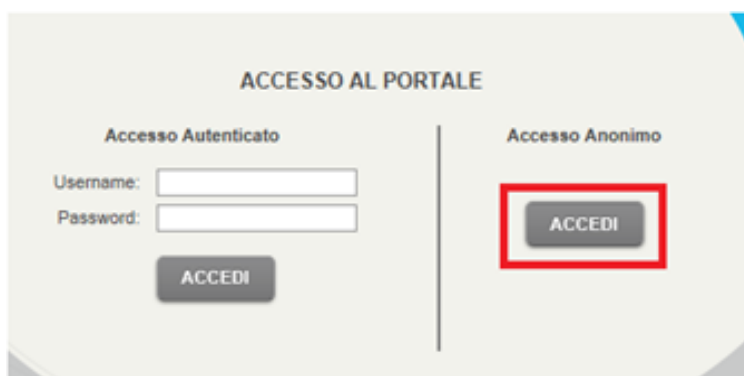 ACCESSO AL PORTALE
Accesso Autenticato
Username:
Password:
ACCEDI
Accesso Anonimo
ACCEDI